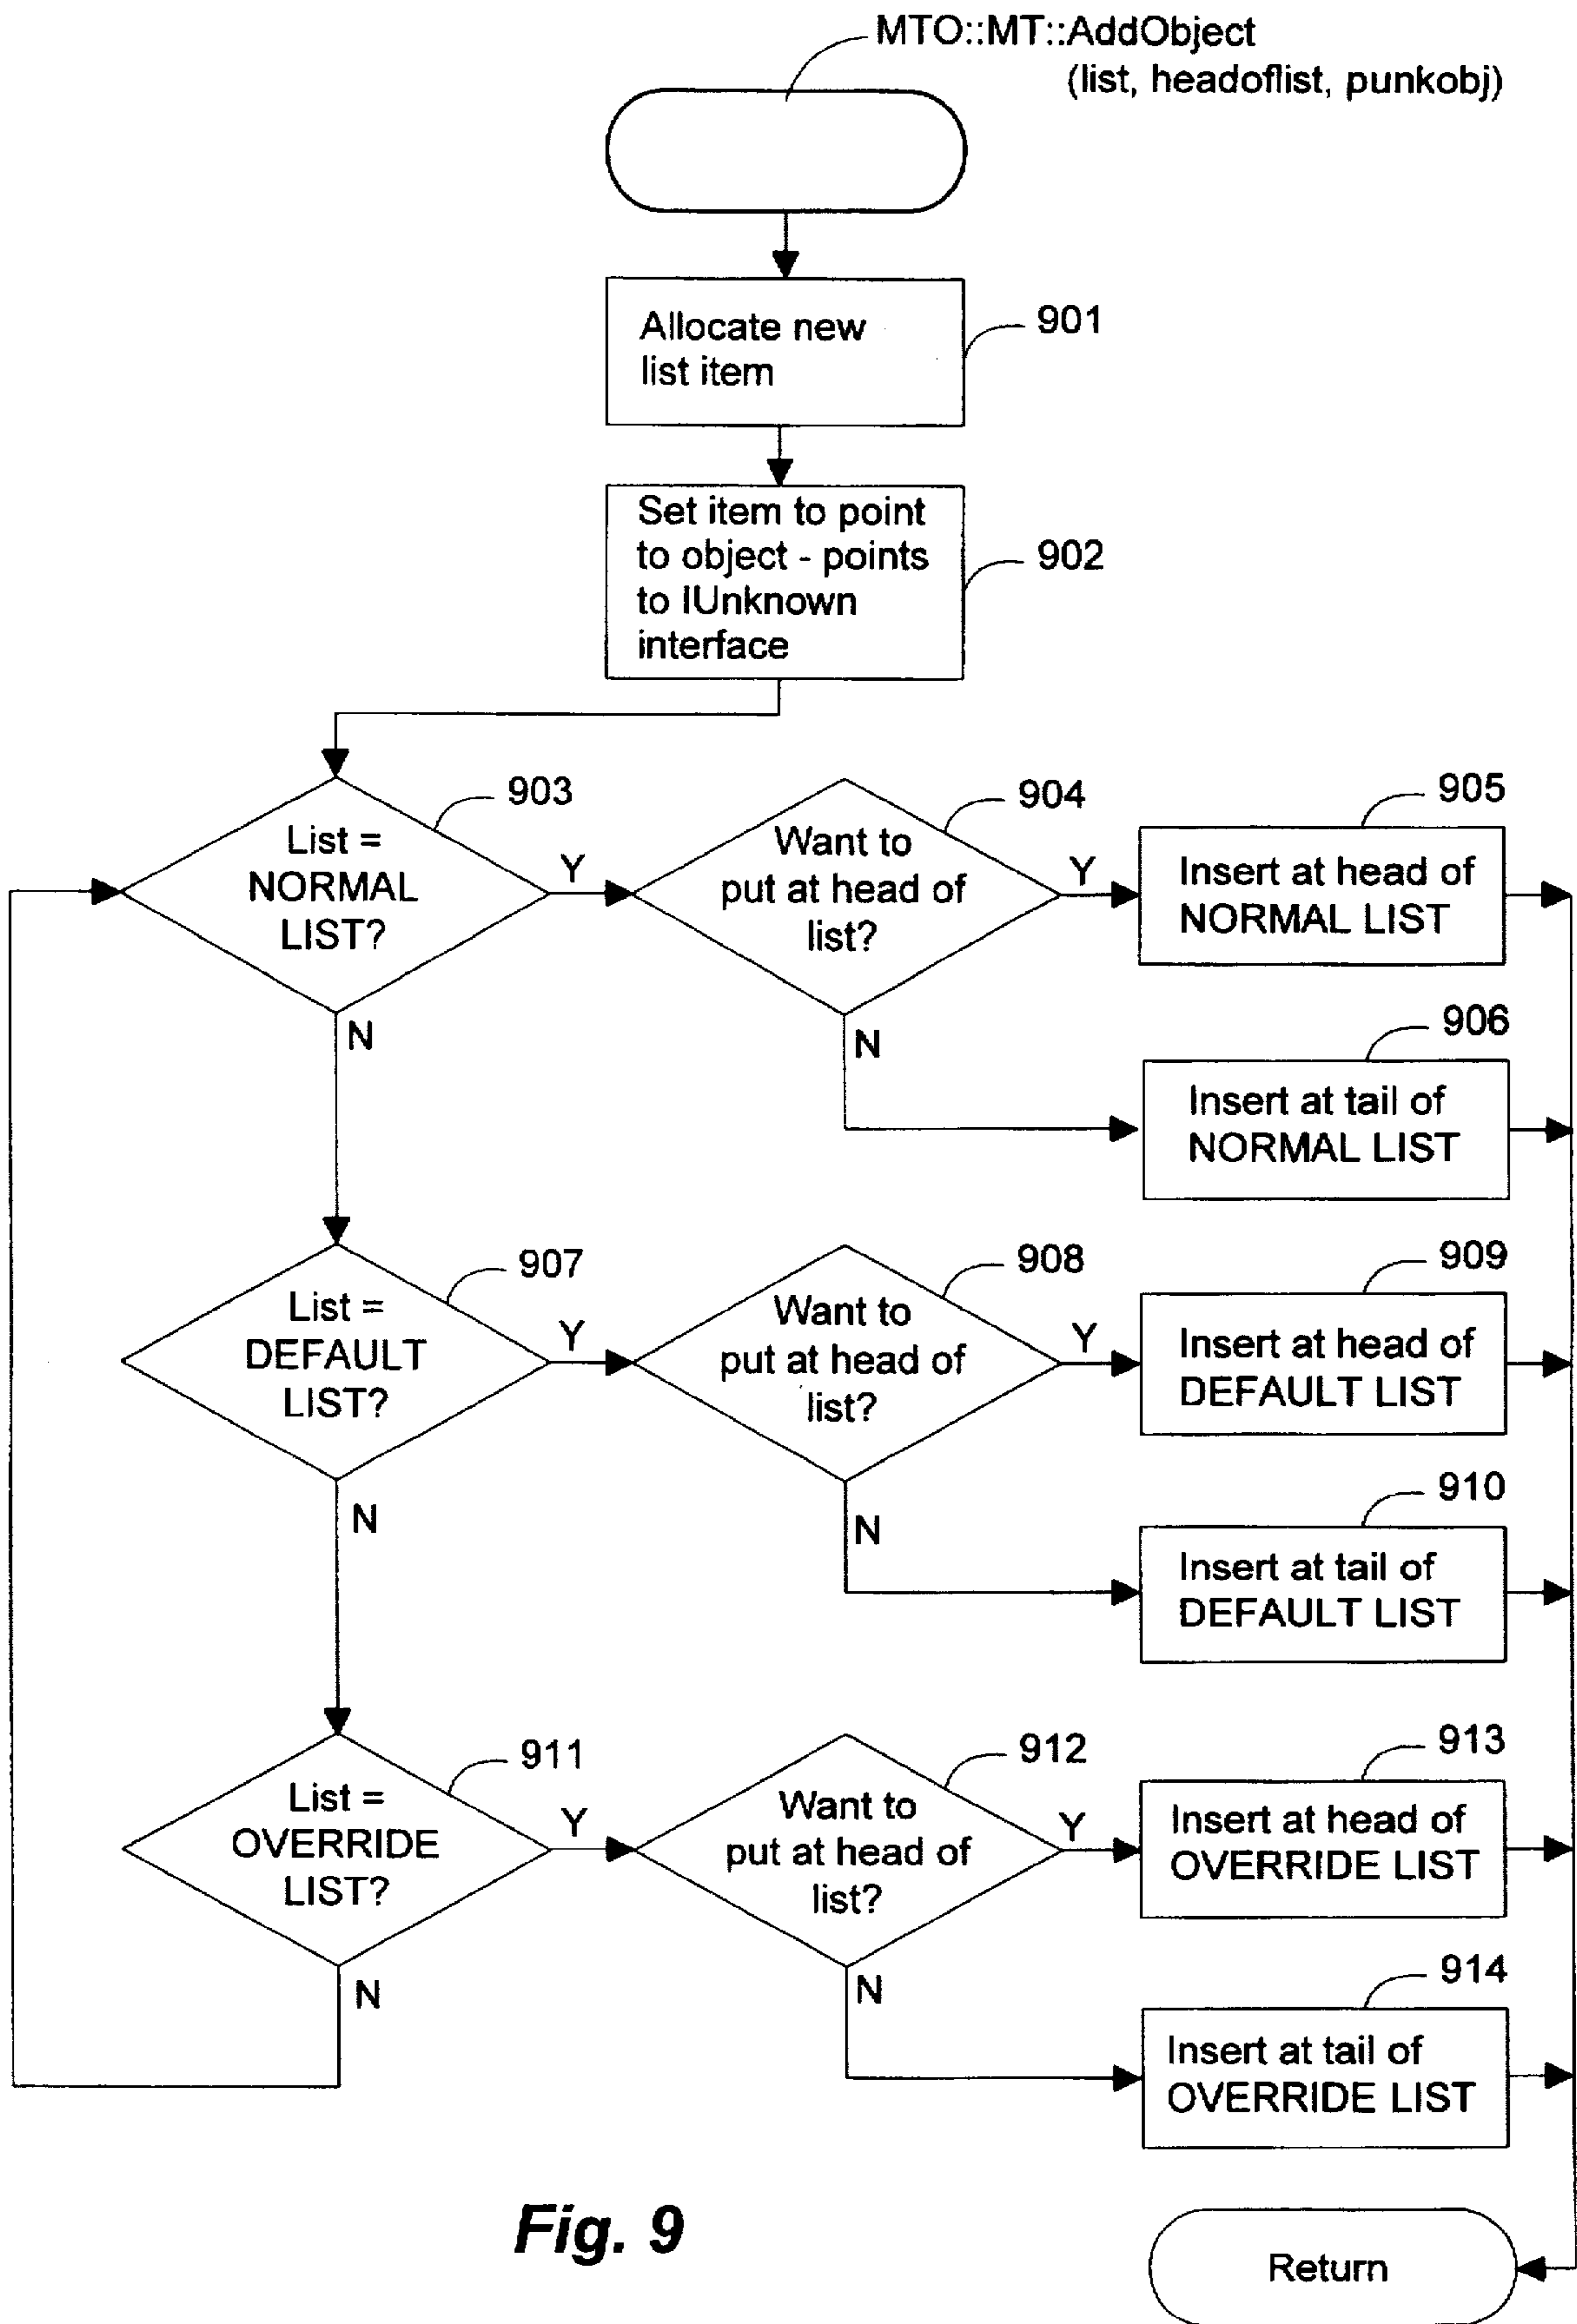 MTO::MT::AddObject
(list, headoflist, punkobj)
Allocate new
list item
901
Set item to point
to object - points
to IUnknown
interface
902
List =
NORMAL
LIST?
903
Y
N
Want to
put at head of
list?
904
Y
N
Insert at head of
NORMAL LIST
905
Insert at tail of
NORMAL LIST
906
List =
DEFAULT
LIST?
907
Y
N
Want to
put at head of
list?
908
Y
N
Insert at head of
DEFAULT LIST
909
Insert at tail of
DEFAULT LIST
910
List =
OVERRIDE
LIST?
911
Y
N
Want to
put at head of
list?
912
Y
N
Insert at head of
OVERRIDE LIST
913
Insert at tail of
OVERRIDE LIST
914
Fig. 9
Return